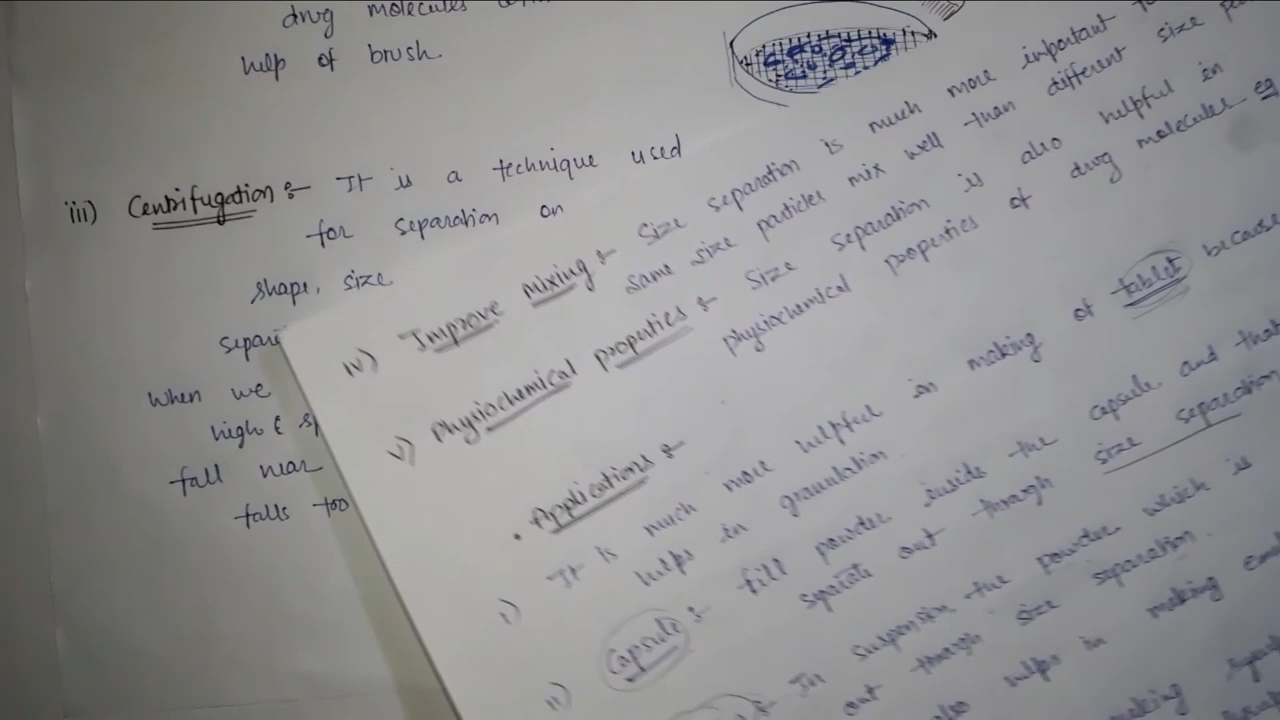 drug molecules
help of brush.
iii) Centrifugation :- It is a technique used
for separation on
shape, size
When we
fall near
falls too
iv) Improve mixing :- Size separation is much more important
same size particles mix well than different size
v) Physiochemical properties :- Size separation is also helpful in
physiochemical properties of drug molecules eg
• Applications :-
i) It is much more helpful in making of tablet because
helps in granulation.
ii) Capsule :- fill powder inside the capsule and that
out through size separation
In suspension the powder which is
out through size separation.
also helps in making
making